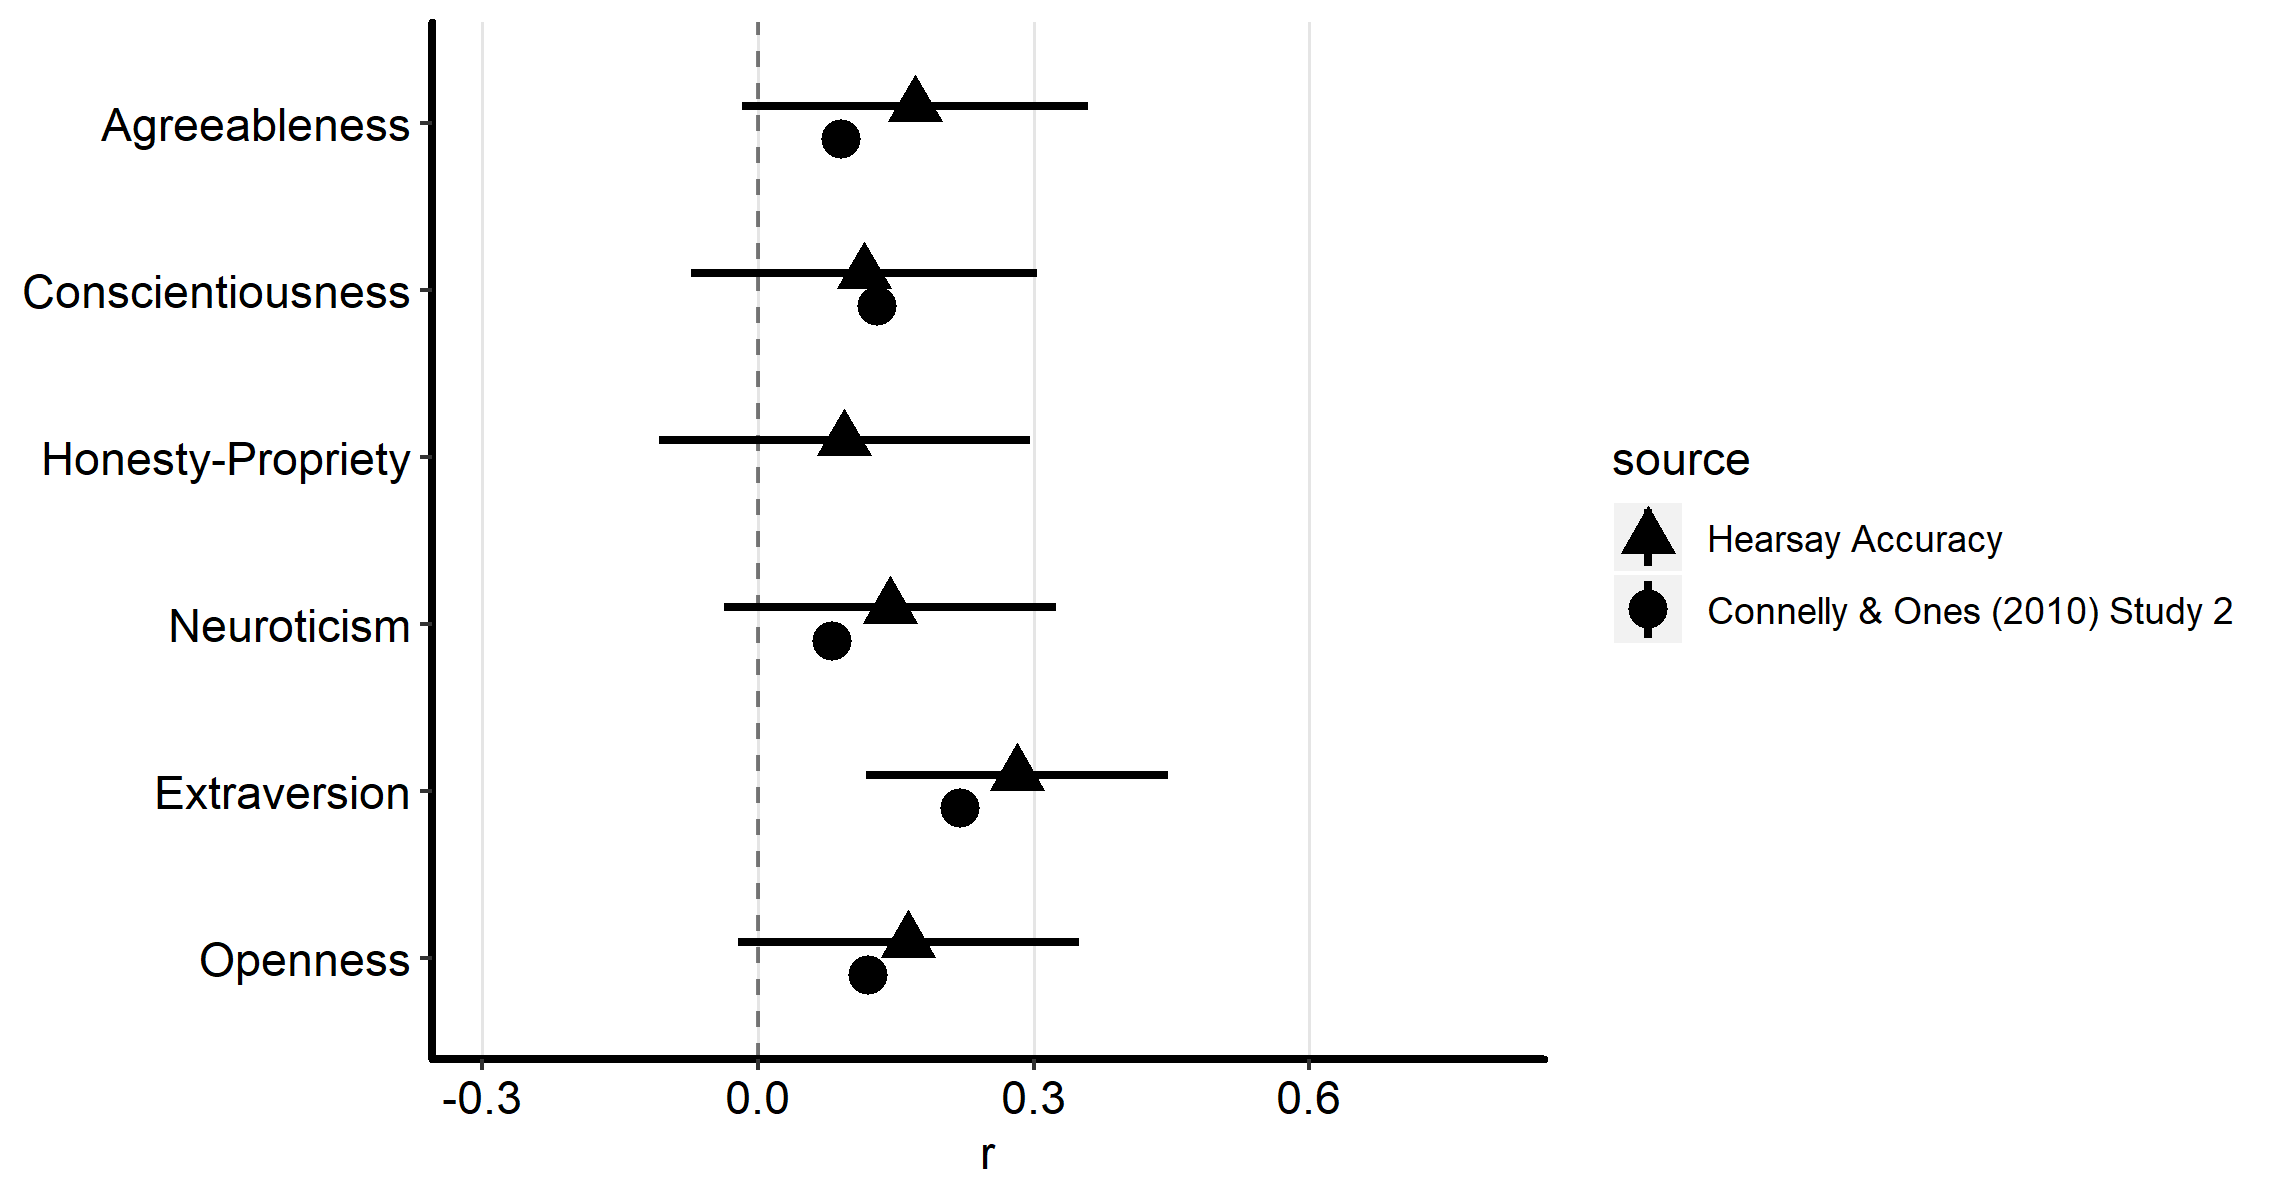 Agreeableness
Conscientiousness
Honesty-Propriety
Neuroticism
Extraversion
Openness
-0.3 0.0 0.3 0.6
r
source
Hearsay Accuracy
Connelly & Ones (2010) Study 2